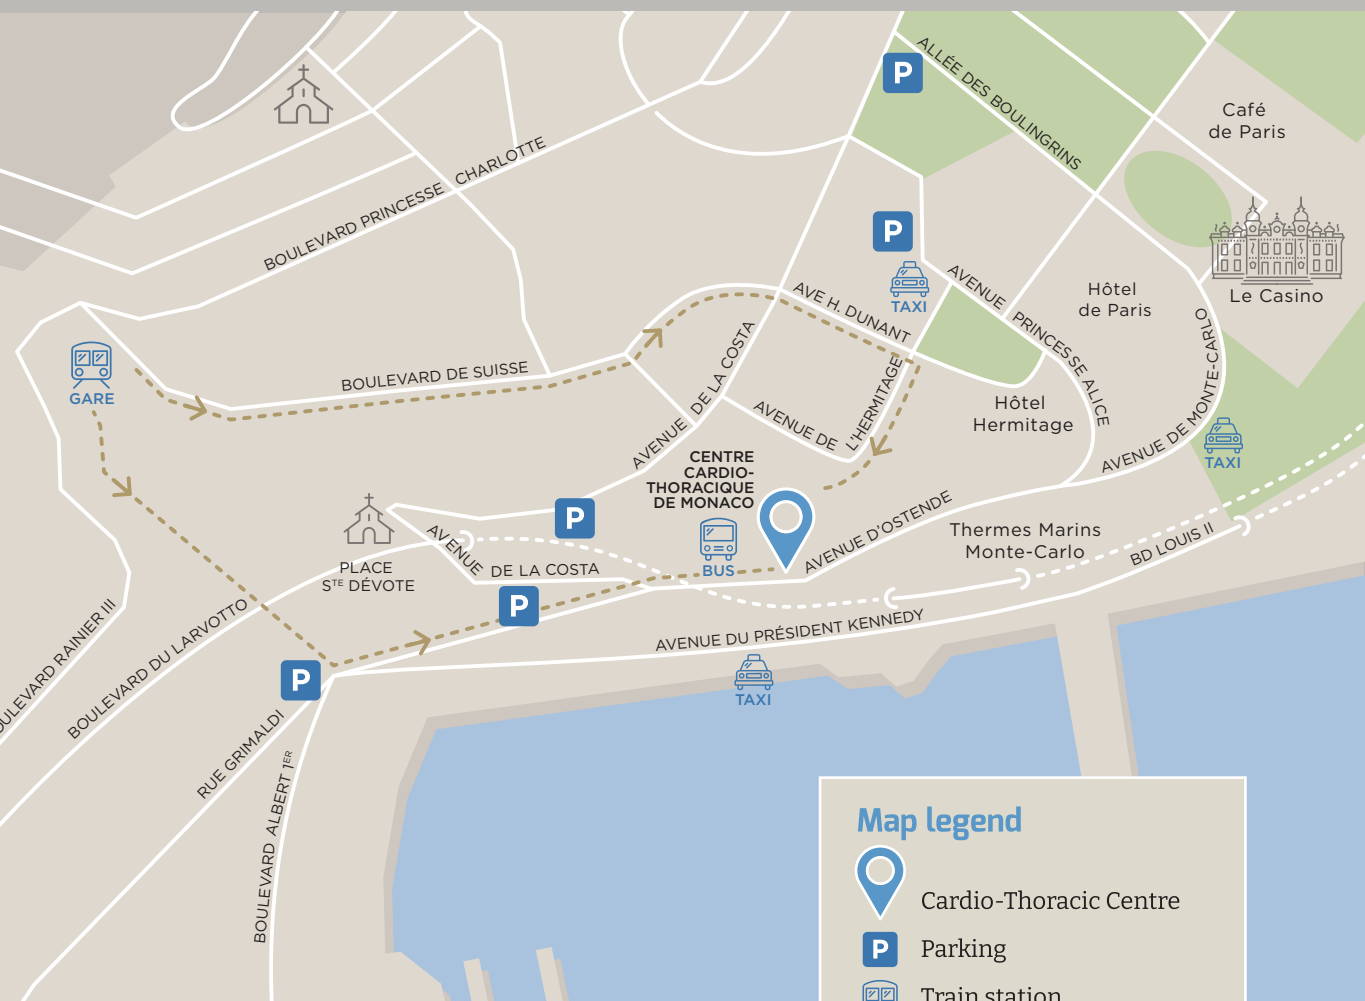 ALLÉE DES BOULINGRINS
P
Café
de Paris
BOULEVARD PRINCESSE CHARLOTTE
P
TAXI
AVENUE PRINCESSE ALICE
Hôtel
de Paris
Le Casino
AVE H. DUNANT
AVENUE DE MONTE-CARLO
GARE
BOULEVARD DE SUISSE
AVENUE DE LA COSTA
AVENUE DE L'HERMITAGE
Hôtel
Hermitage
TAXI
CENTRE
CARDIO-
THORACIQUE
DE MONACO
P
BUS
AVENUE D'OSTENDE
Thermes Marins
Monte-Carlo
BD LOUIS II
PLACE
STE DÉVOTE
AVENUE DE LA COSTA
P
AVENUE DU PRÉSIDENT KENNEDY
TAXI
OULEVARD RAINIER III
BOULEVARD DU LARVOTTO
P
RUE GRIMALDI
BOULEVARD ALBERT 1ER
Map legend
Cardio-Thoracic Centre
P
Parking
Train station